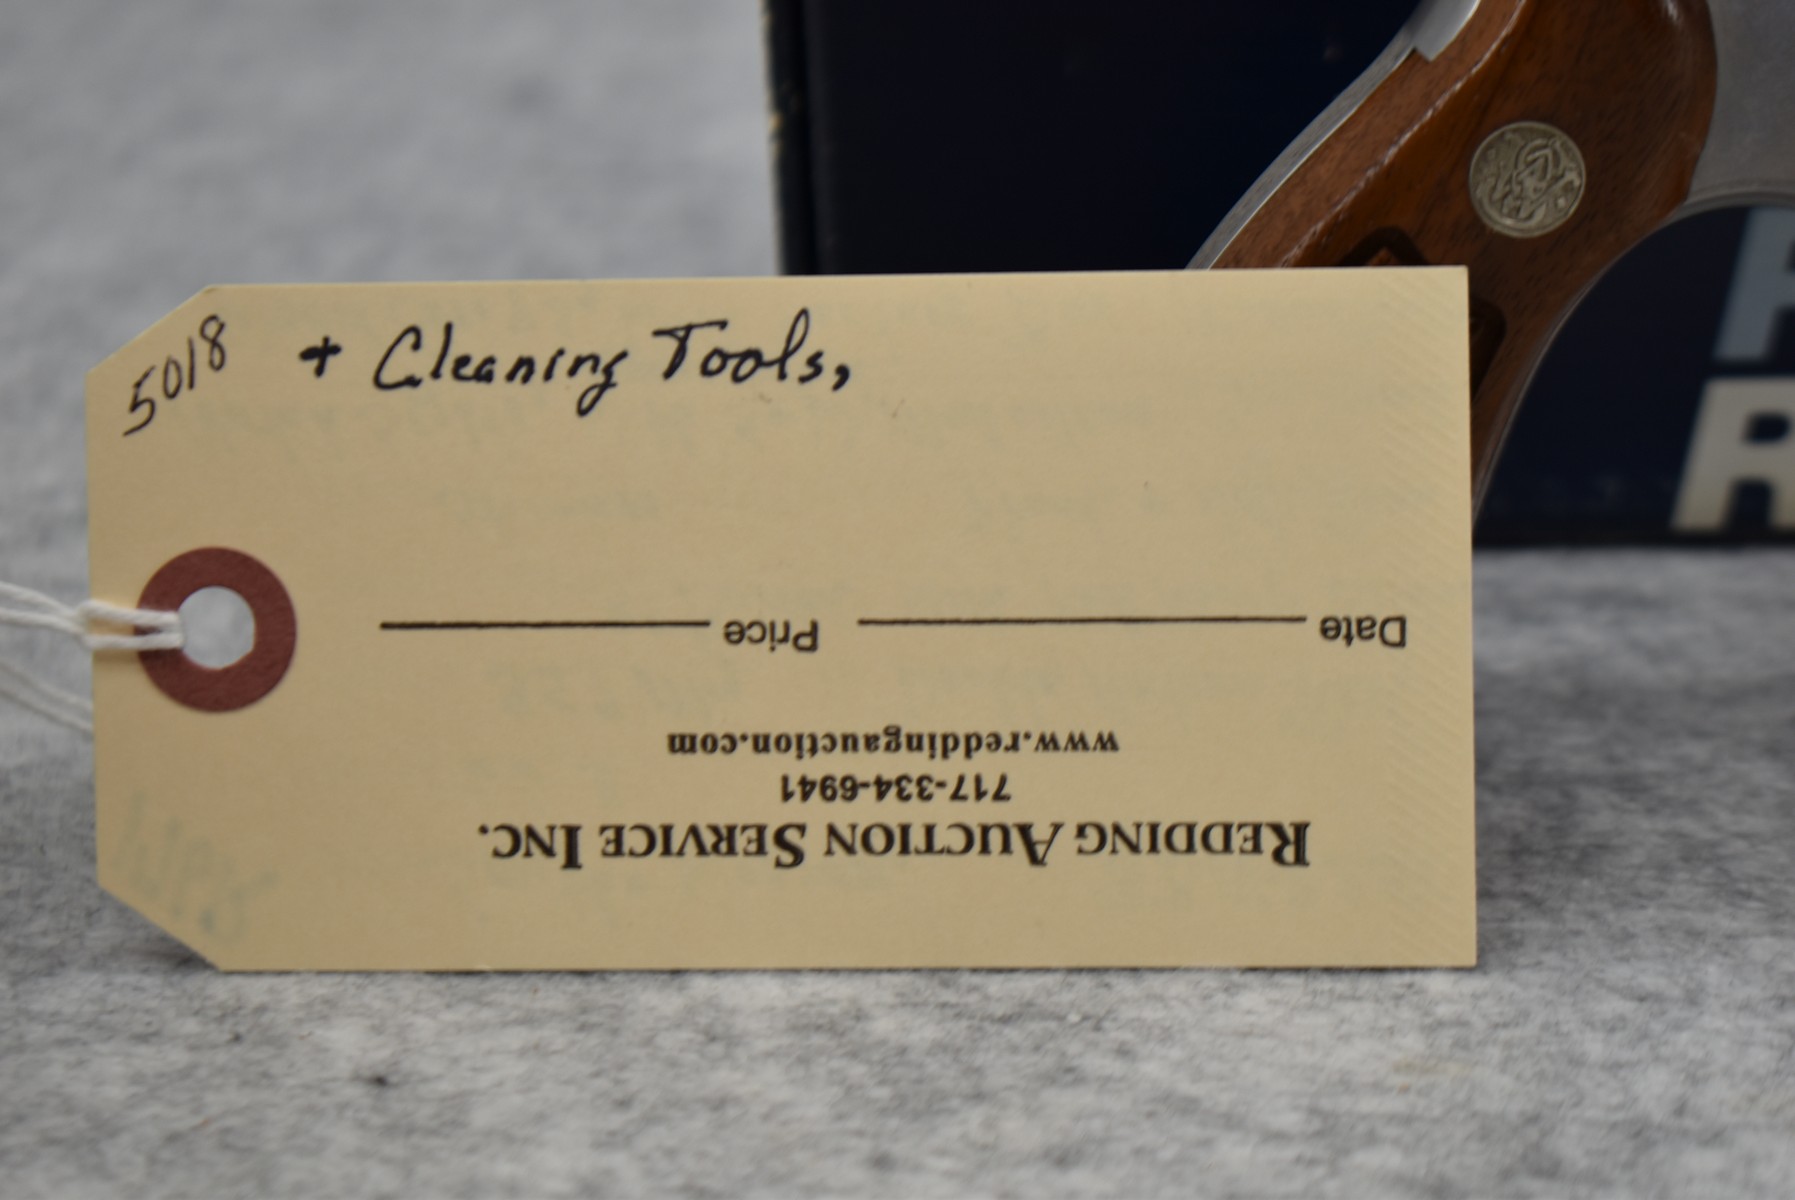 5018 + Cleaning Tools,
REDDING AUCTION SERVICE INC.
717-334-6941
www.reddingauction.com
Date Price
R